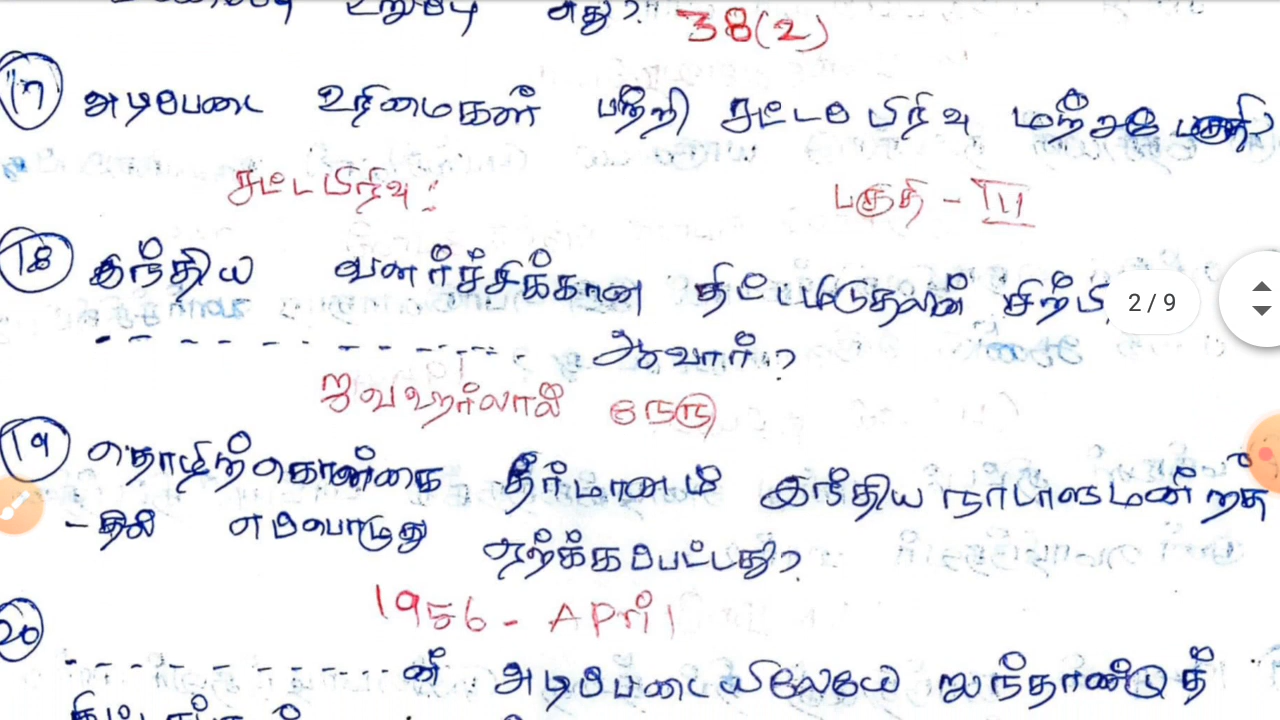 உறுப்பு எது? 38(2)
17 அடிப்படை உரிமைகள் பற்றி சட்டப் பிரிவு மற்றும் பகுதி?
சட்டபிரிவு: பகுதி - III
18 இந்திய வளர்ச்சிக்கான திட்டமிடுதலின் சிற்பி
---------------- ஆவார்?
ஜவஹர்லால் நேரு
19 தொழிற்கொள்கை தீர்மானம் இந்திய நாடாளுமன்றத்
-தில் எப்பொழுது ஏற்க்கப்பட்டது?
1956 - April
20 ---------------ன் அடிப்படையிலேயே ஐந்தாண்டுத்
2 / 9